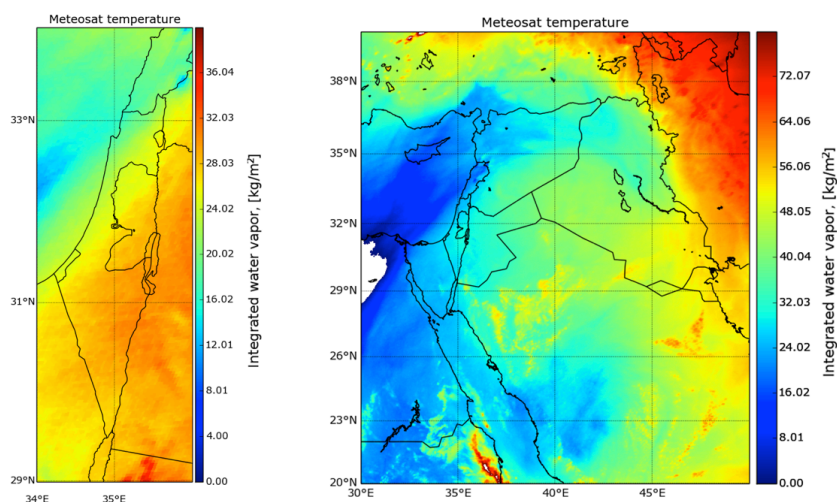 Meteosat temperature
33°N
31°N
29°N
34°E
35°E
36.04
32.03
28.03
24.02
20.02
16.02
12.01
8.01
4.00
0.00
Integrated water vapor, [kg/m²]
Meteosat temperature
38°N
35°N
32°N
29°N
26°N
23°N
20°N
30°E
35°E
40°E
45°E
72.07
64.06
56.06
48.05
40.04
32.03
24.02
16.02
8.01
0.00
Integrated water vapor, [kg/m²]